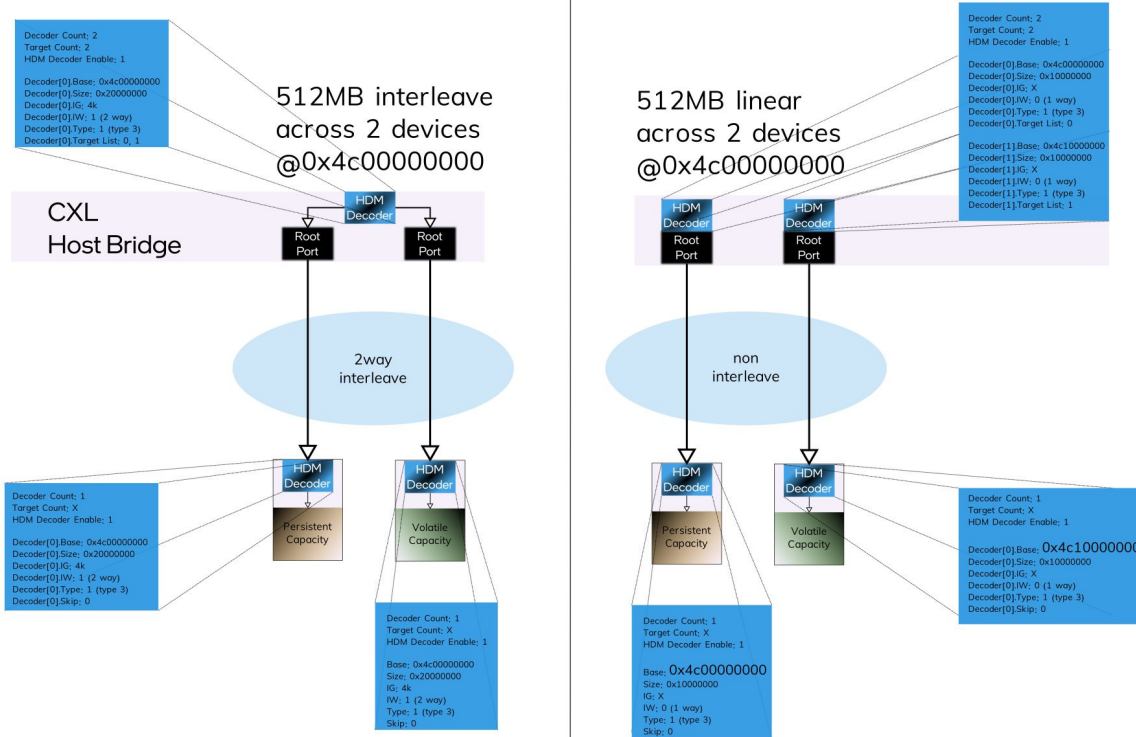 Decoder Count: 2
Target Count: 2
HDM Decoder Enable: 1
Decoder[0].Base: 0x4c00000000
Decoder[0].Size: 0x20000000
Decoder[0].IG: 4k
Decoder[0].IW: 1 (2 way)
Decoder[0].Type: 1 (type 3)
Decoder[0].Target List: 0, 1
512MB interleave
across 2 devices
@0x4c00000000
CXL
Host Bridge
HDM
Decoder
Root
Port
Root
Port
2way
interleave
HDM
Decoder
Persistent
Capacity
HDM
Decoder
Volatile
Capacity
Decoder Count: 1
Target Count: X
HDM Decoder Enable: 1
Decoder[0].Base: 0x4c00000000
Decoder[0].Size: 0x20000000
Decoder[0].IG: 4k
Decoder[0].IW: 1 (2 way)
Decoder[0].Type: 1 (type 3)
Decoder[0].Skip: 0
Decoder Count: 1
Target Count: X
HDM Decoder Enable: 1
Base: 0x4c00000000
Size: 0x20000000
IG: 4k
IW: 1 (2 way)
Type: 1 (type 3)
Skip: 0
512MB linear
across 2 devices
@0x4c00000000
Decoder Count: 2
Target Count: 2
HDM Decoder Enable: 1
Decoder[0].Base: 0x4c00000000
Decoder[0].Size: 0x10000000
Decoder[0].IG: X
Decoder[0].IW: 0 (1 way)
Decoder[0].Type: 1 (type 3)
Decoder[0].Target List: 0
Decoder[1].Base: 0x4c10000000
Decoder[1].Size: 0x10000000
Decoder[1].IG: X
Decoder[1].IW: 0 (1 way)
Decoder[1].Type: 1 (type 3)
Decoder[1].Target List: 1
HDM
Decoder
Root
Port
HDM
Decoder
Root
Port
non
interleave
HDM
Decoder
Persistent
Capacity
HDM
Decoder
Volatile
Capacity
Decoder Count: 1
Target Count: X
HDM Decoder Enable: 1
Base: 0x4c00000000
Size: 0x10000000
IG: X
IW: 0 (1 way)
Type: 1 (type 3)
Skip: 0
Decoder Count: 1
Target Count: X
HDM Decoder Enable: 1
Decoder[0].Base: 0x4c10000000
Decoder[0].Size: 0x10000000
Decoder[0].IG: X
Decoder[0].IW: 0 (1 way)
Decoder[0].Type: 1 (type 3)
Decoder[0].Skip: 0